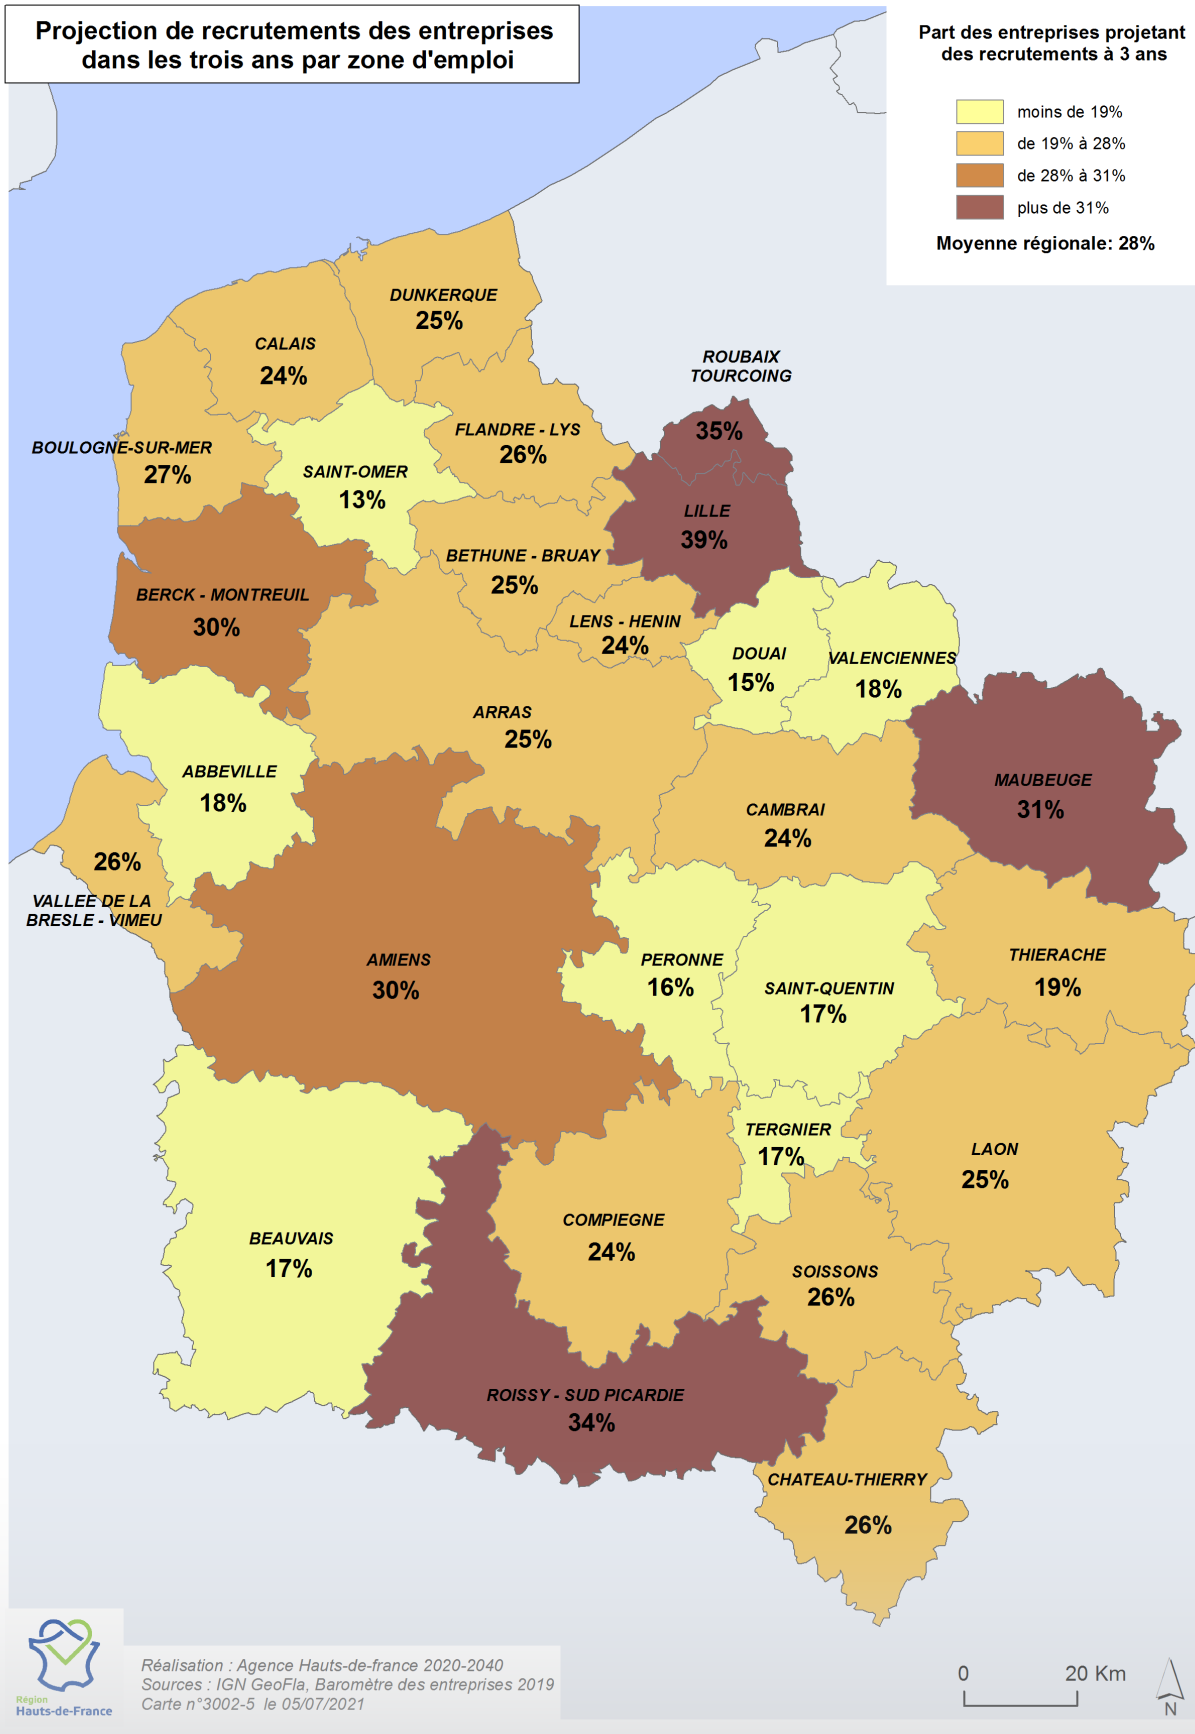 Projection de recrutements des entreprises
dans les trois ans par zone d'emploi
Part des entreprises projetant
des recrutements à 3 ans
moins de 19%
de 19% à 28%
de 28% à 31%
plus de 31%
Moyenne régionale: 28%
DUNKERQUE
25%
CALAIS
24%
ROUBAIX
TOURCOING
35%
BOULOGNE-SUR-MER
27%
FLANDRE - LYS
26%
SAINT-OMER
13%
LILLE
39%
BETHUNE - BRUAY
25%
BERCK - MONTREUIL
30%
LENS - HENIN
24%
DOUAI
15%
VALENCIENNES
18%
ARRAS
25%
ABBEVILLE
18%
MAUBEUGE
31%
CAMBRAI
24%
26%
VALLEE DE LA
BRESLE - VIMEU
AMIENS
30%
PERONNE
16%
SAINT-QUENTIN
17%
THIERACHE
19%
TERGNIER
17%
LAON
25%
COMPIEGNE
24%
BEAUVAIS
17%
SOISSONS
26%
ROISSY - SUD PICARDIE
34%
CHATEAU-THIERRY
26%
Région
Hauts-de-France
Réalisation : Agence Hauts-de-france 2020-2040
Sources : IGN GeoFla, Baromètre des entreprises 2019
Carte n°3002-5 le 05/07/2021
0 20 Km
N